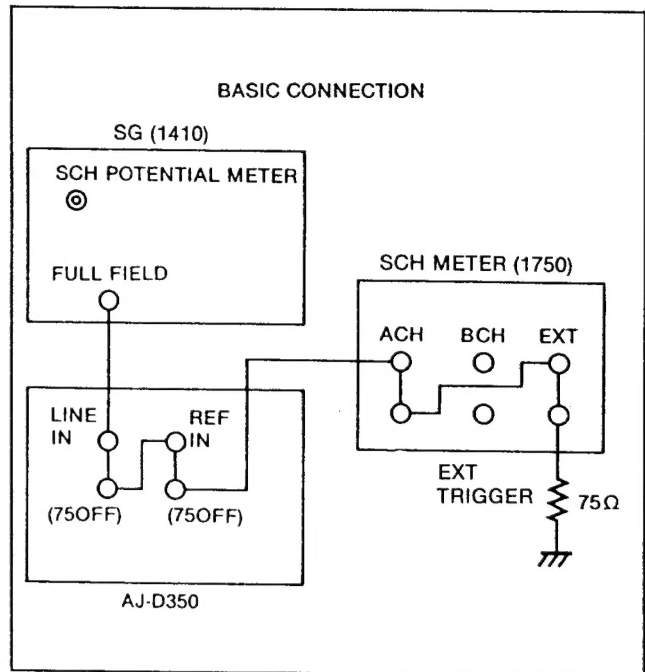 BASIC CONNECTION
SG (1410)
SCH POTENTIAL METER
FULL FIELD
SCH METER (1750)
ACH BCH EXT
LINE
IN
REF
IN
(75OFF) (75OFF)
EXT
TRIGGER
75Ω
AJ-D350